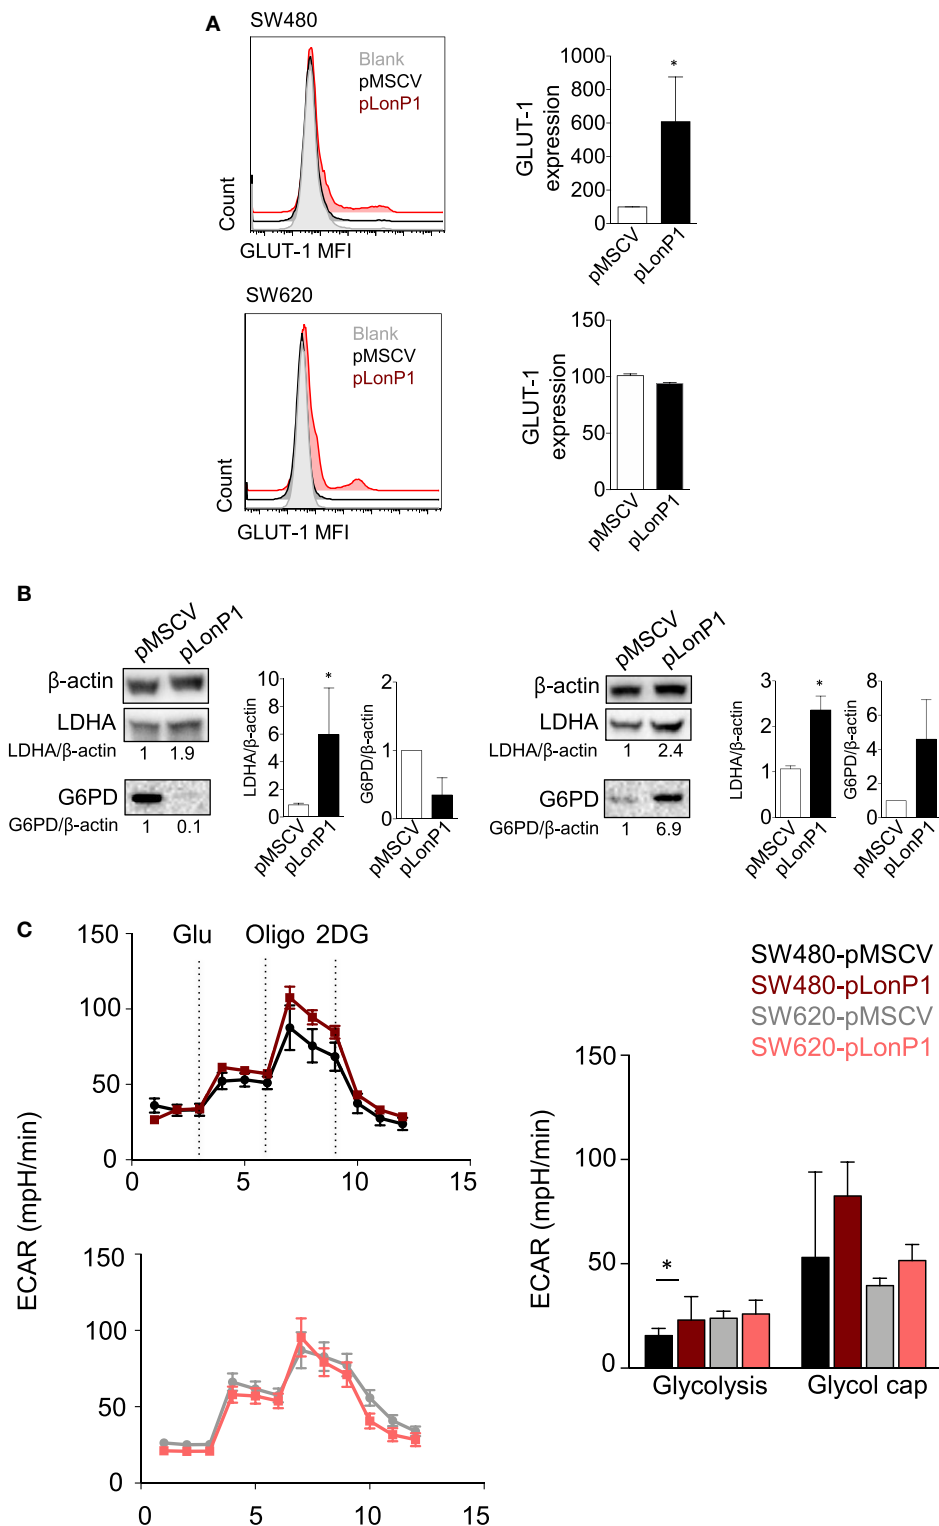 A
SW480
Blank
pMSCV
pLonP1
Count
GLUT-1 MFI
GLUT-1
expression
1000
800
600
400
200
0
*
pMSCV
pLonP1
SW620
Blank
pMSCV
pLonP1
Count
GLUT-1 MFI
GLUT-1
expression
150
100
50
0
pMSCV
pLonP1
B
pMSCV
pLonP1
β-actin
LDHA
LDHA/β-actin 1 1.9
G6PD
G6PD/β-actin 1 0.1
LDHA/β-actin
10
8
6
4
2
0
*
pMSCV
pLonP1
G6PD/β-actin
2
1
0
pMSCV
pLonP1
pMSCV
pLonP1
β-actin
LDHA
LDHA/β-actin 1 2.4
G6PD
G6PD/β-actin 1 6.9
LDHA/β-actin
3
2
1
0
*
pMSCV
pLonP1
G6PD/β-actin
8
6
4
2
0
pMSCV
pLonP1
C
150
100
50
0
Glu Oligo 2DG
0 5 10 15
ECAR (mpH/min)
150
100
50
0
0 5 10 15
SW480-pMSCV
SW480-pLonP1
SW620-pMSCV
SW620-pLonP1
ECAR (mpH/min)
150
100
50
0
*
Glycolysis Glycol cap